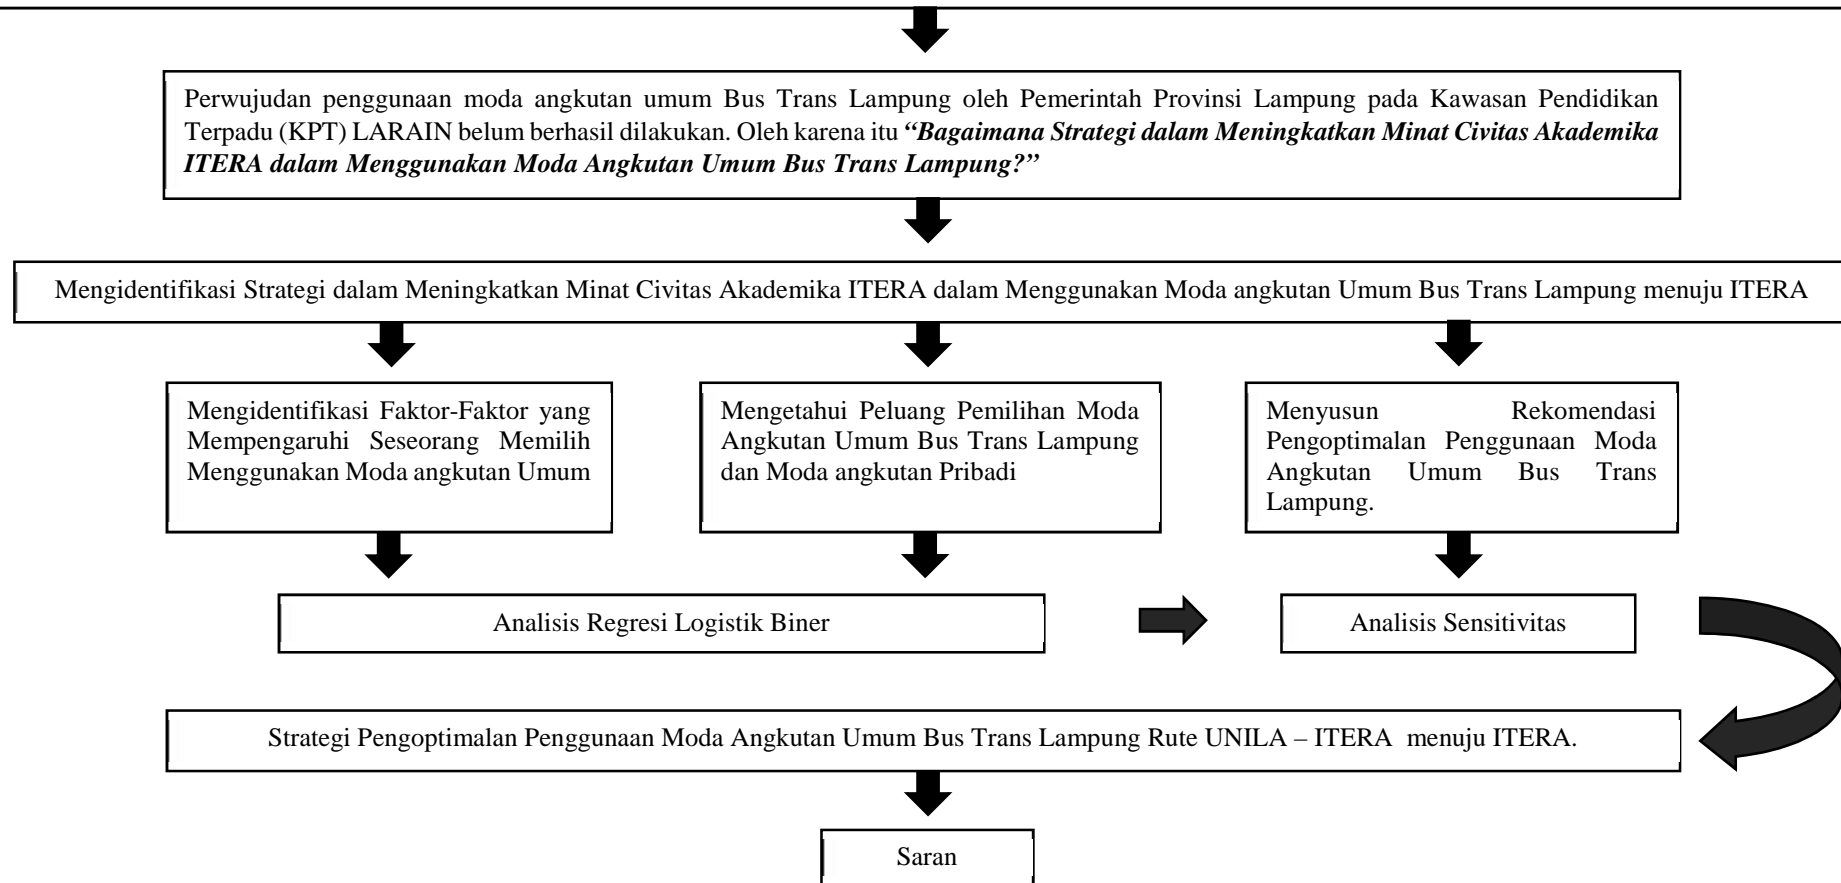 Perwujudan penggunaan moda angkutan umum Bus Trans Lampung oleh Pemerintah Provinsi Lampung pada Kawasan Pendidikan
Terpadu (KPT) LARAIN belum berhasil dilakukan. Oleh karena itu “Bagaimana Strategi dalam Meningkatkan Minat Civitas Akademika
ITERA dalam Menggunakan Moda Angkutan Umum Bus Trans Lampung?”
Mengidentifikasi Strategi dalam Meningkatkan Minat Civitas Akademika ITERA dalam Menggunakan Moda angkutan Umum Bus Trans Lampung menuju ITERA
Mengidentifikasi Faktor-Faktor yang
Mempengaruhi Seseorang Memilih
Menggunakan Moda angkutan Umum
Mengetahui Peluang Pemilihan Moda
Angkutan Umum Bus Trans Lampung
dan Moda angkutan Pribadi
Menyusun Rekomendasi
Pengoptimalan Penggunaan Moda
Angkutan Umum Bus Trans
Lampung.
Analisis Regresi Logistik Biner
Analisis Sensitivitas
Strategi Pengoptimalan Penggunaan Moda Angkutan Umum Bus Trans Lampung Rute UNILA – ITERA menuju ITERA.
Saran